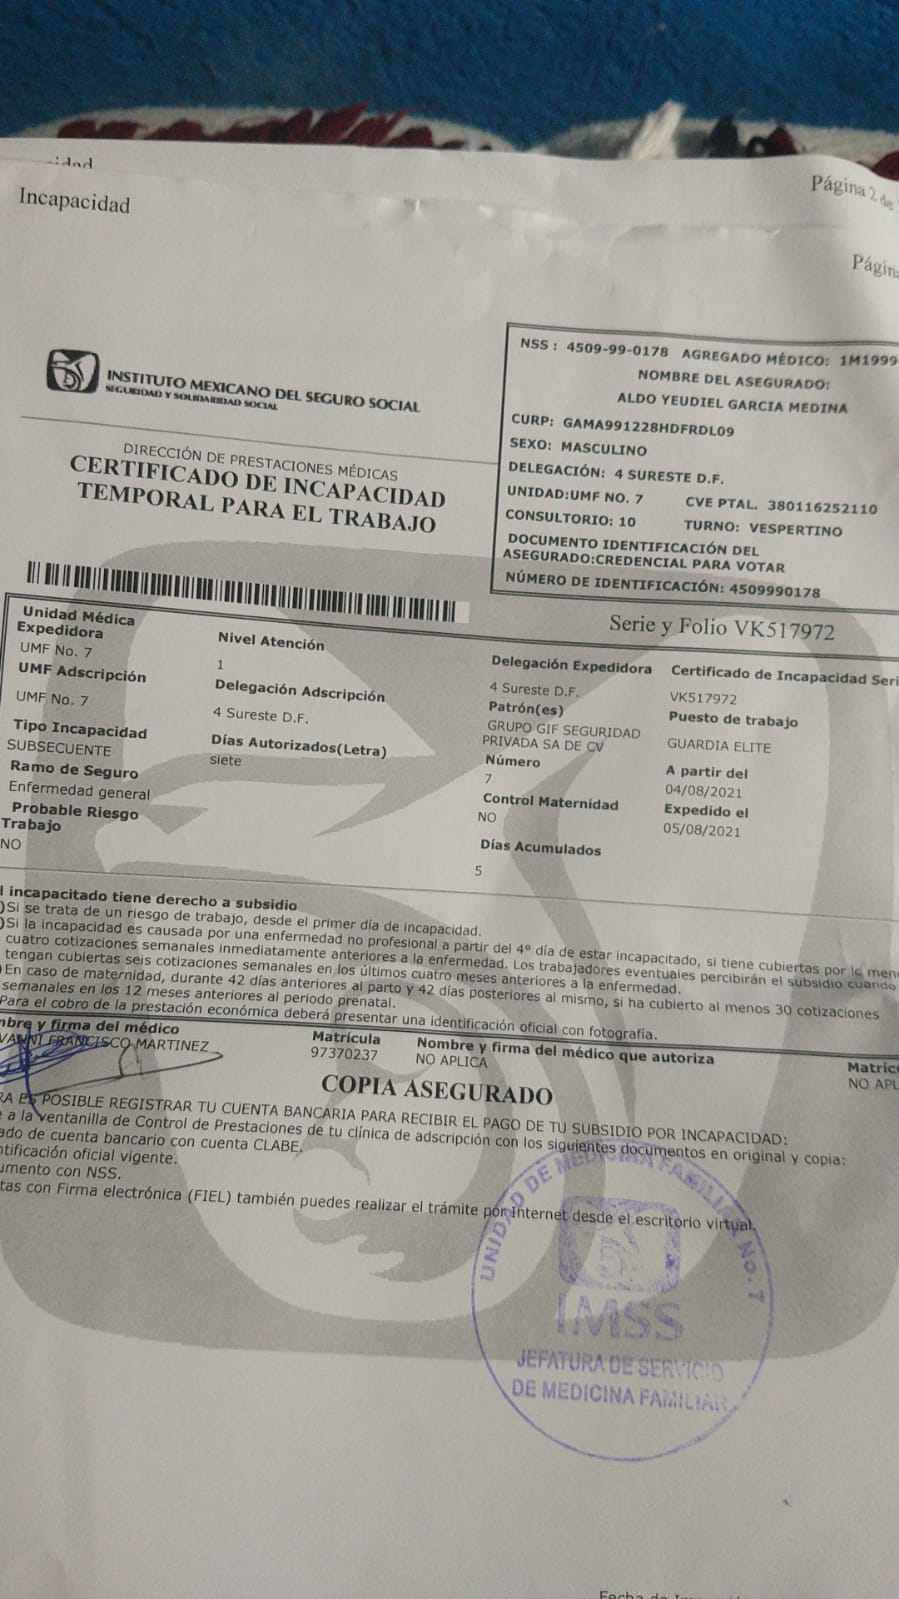 Incapacidad
Página 2 de
Página
INSTITUTO MEXICANO DEL SEGURO SOCIAL
SEGURIDAD Y SOLIDARIDAD SOCIAL
DIRECCIÓN DE PRESTACIONES MÉDICAS
CERTIFICADO DE INCAPACIDAD
TEMPORAL PARA EL TRABAJO
NSS : 4509-99-0178 AGREGADO MÉDICO: 1M1999
NOMBRE DEL ASEGURADO:
ALDO YEUDIEL GARCIA MEDINA
CURP: GAMA991228HDFRDL09
SEXO: MASCULINO
DELEGACIÓN: 4 SURESTE D.F.
UNIDAD:UMF NO. 7 CVE PTAL. 380116252110
CONSULTORIO: 10 TURNO: VESPERTINO
DOCUMENTO IDENTIFICACIÓN DEL
ASEGURADO:CREDENCIAL PARA VOTAR
NÚMERO DE IDENTIFICACIÓN: 4509990178
Serie y Folio VK517972
Unidad Médica
Expedidora
UMF No. 7
Nivel Atención
1
Delegación Expedidora
4 Sureste D.F.
Certificado de Incapacidad Seri
VK517972
UMF Adscripción
UMF No. 7
Delegación Adscripción
4 Sureste D.F.
Patrón(es)
GRUPO GIF SEGURIDAD
PRIVADA SA DE CV
Puesto de trabajo
GUARDIA ELITE
Tipo Incapacidad
SUBSECUENTE
Días Autorizados(Letra)
siete
Número
7
A partir del
04/08/2021
Ramo de Seguro
Enfermedad general
Control Maternidad
NO
Expedido el
05/08/2021
Probable Riesgo
Trabajo
NO
Días Acumulados
5
l incapacitado tiene derecho a subsidio
)Si se trata de un riesgo de trabajo, desde el primer día de incapacidad.
)Si la incapacidad es causada por una enfermedad no profesional a partir del 4º día de estar incapacitado, si tiene cubiertas por lo men
cuatro cotizaciones semanales inmediatamente anteriores a la enfermedad. Los trabajadores eventuales percibirán el subsidio cuando
tengan cubiertas seis cotizaciones semanales en los últimos cuatro meses anteriores a la enfermedad.
)En caso de maternidad, durante 42 días anteriores al parto y 42 días posteriores al mismo, si ha cubierto al menos 30 cotizaciones
semanales en los 12 meses anteriores al periodo prenatal.
Para el cobro de la prestación económica deberá presentar una identificación oficial con fotografía.
mbre y firma del médico
VANNI FRANCISCO MARTINEZ
Matrícula
97370237
Nombre y firma del médico que autoriza
NO APLICA
Matríc
NO APL
COPIA ASEGURADO
RA ES POSIBLE REGISTRAR TU CUENTA BANCARIA PARA RECIBIR EL PAGO DE TU SUBSIDIO POR INCAPACIDAD:
e a la ventanilla de Control de Prestaciones de tu clínica de adscripción con los siguientes documentos en original y copia:
ado de cuenta bancario con cuenta CLABE.
ntificación oficial vigente.
umento con NSS.
tas con Firma electrónica (FIEL) también puedes realizar el trámite por Internet desde el escritorio virtual.
UNIDAD DE MEDICINA FAMILIAR No. 7
IMSS
JEFATURA DE SERVICIO
DE MEDICINA FAMILIAR